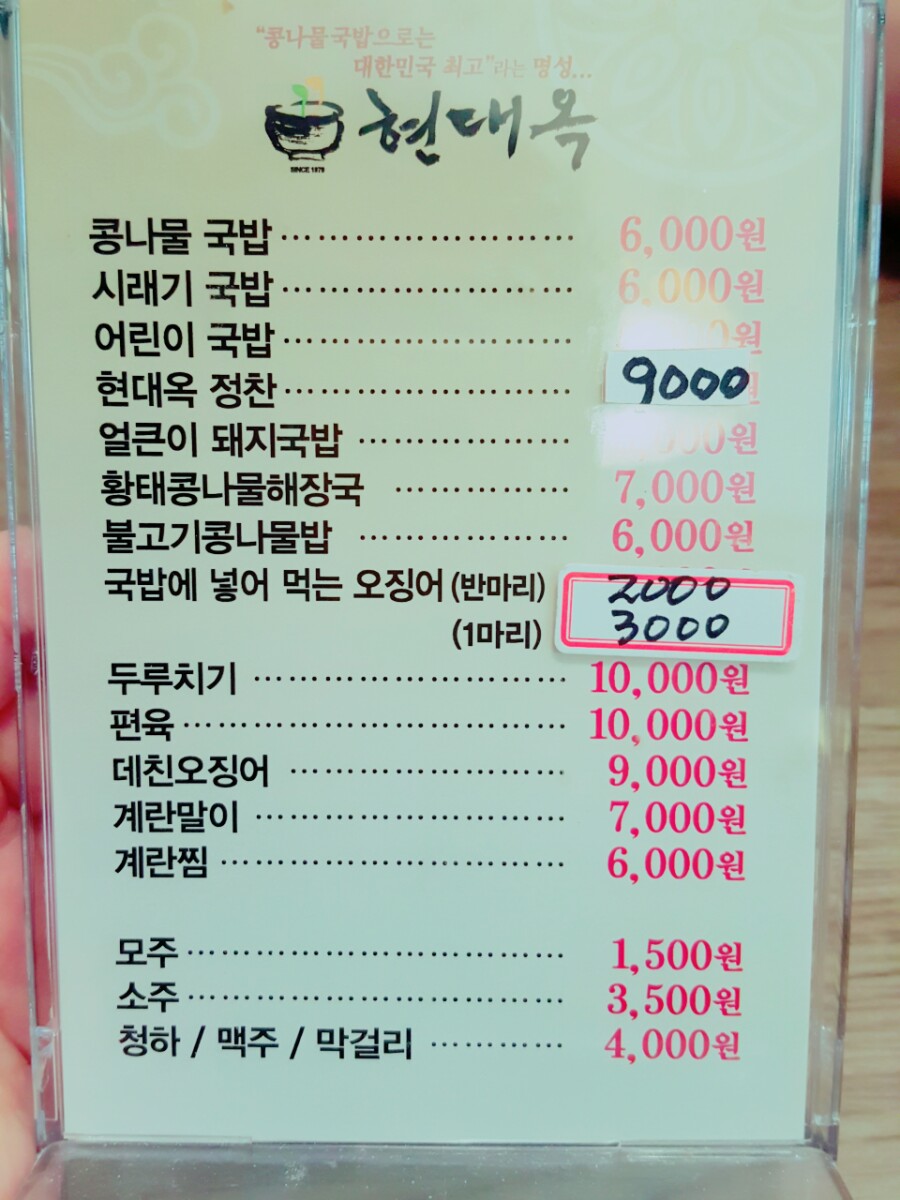 "콩나물국밥으로는
대한민국 최고"라는 명성...
현대옥
SINCE 1979
콩나물 국밥 6,000원
시래기 국밥 6,000원
어린이 국밥
현대옥 정찬 9000
얼큰이 돼지국밥
황태콩나물해장국 7,000원
불고기콩나물밥 6,000원
국밥에 넣어 먹는 오징어(반마리) 2000
(1마리) 3000
두루치기 10,000원
편육 10,000원
데친오징어 9,000원
계란말이 7,000원
계란찜 6,000원
모주 1,500원
소주 3,500원
청하 / 맥주 / 막걸리 4,000원